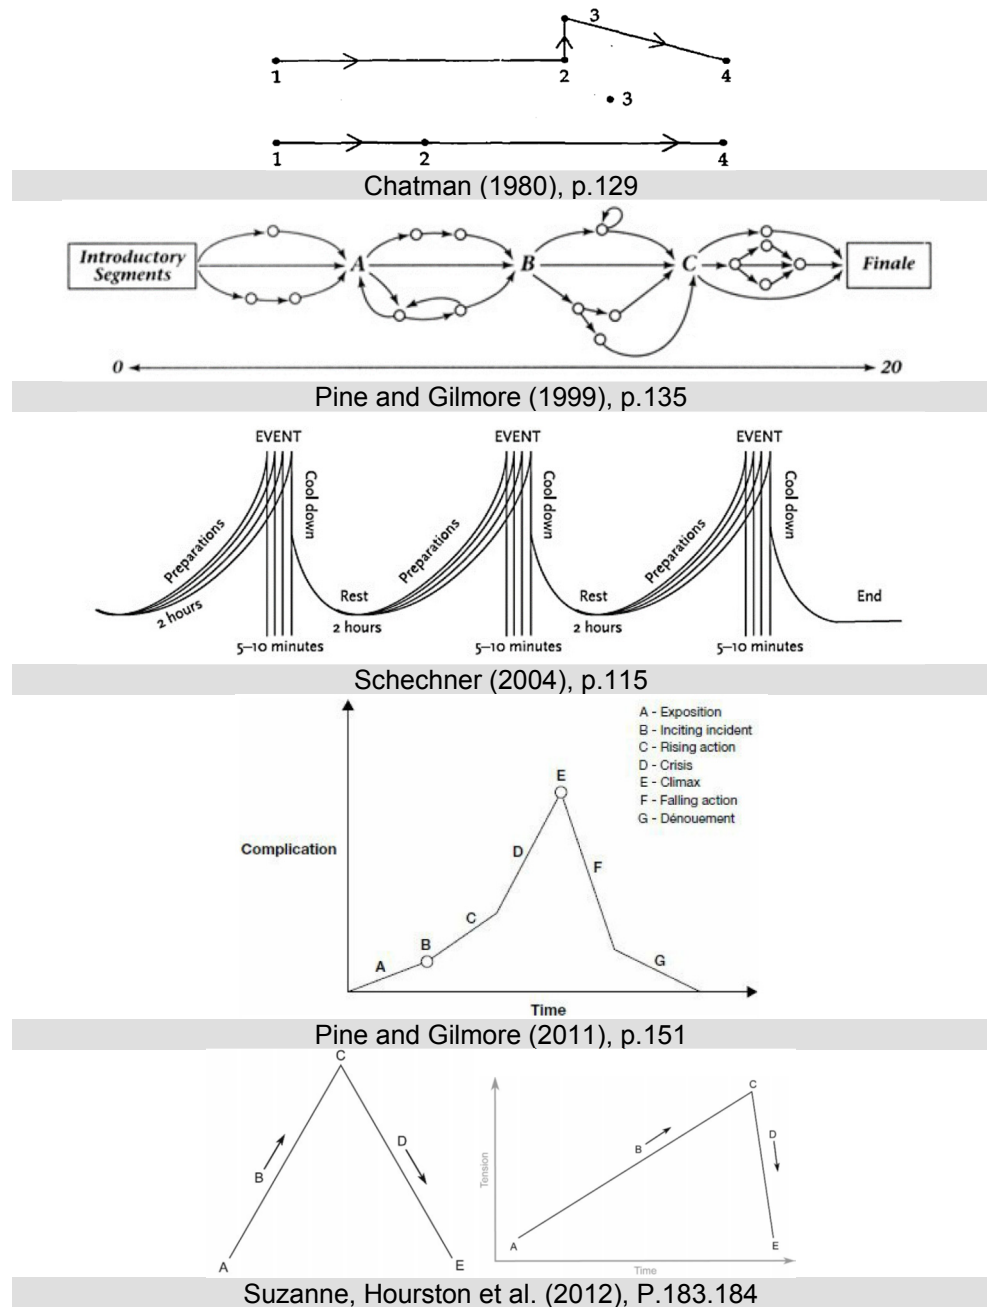 3
1 2 4
3
1 2 4
Chatman (1980), p.129
Introductory
Segments
A B C Finale
0 20
Pine and Gilmore (1999), p.135
EVENT EVENT EVENT
Preparations Cool down Preparations Cool down Preparations Cool down
2 hours Rest Rest End
2 hours 2 hours
5–10 minutes 5–10 minutes 5–10 minutes
Schechner (2004), p.115
A - Exposition
B - Inciting incident
C - Rising action
D - Crisis
E - Climax
F - Falling action
G - Dénouement
E
Complication
D
F
C
B
A
G
Time
Pine and Gilmore (2011), p.151
C
D
B
A E
C
D
B
Tension
A E
Time
Suzanne, Hourston et al. (2012), P.183.184